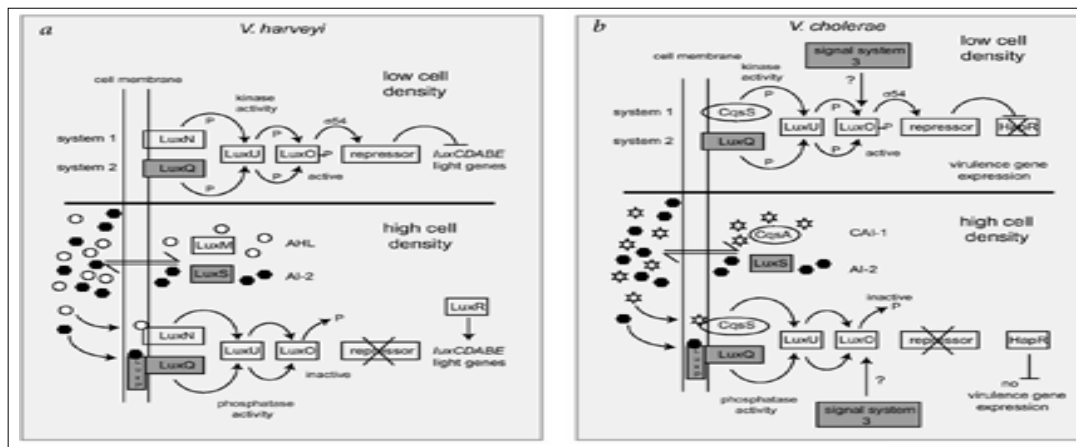 a
V. harveyi
cell membrane
low cell
density
kinase
activity
system 1
system 2
P
P
α54
LuxN
LuxQ
LuxU
LuxO
P
repressor
luxCDABE
light genes
P
P
active
high cell
density
LuxM
AHL
LuxS
AI-2
LuxR
luxCDABE
light genes
P
LuxN
LuxU
LuxO
repressor
LuxQ
inactive
phosphatase
activity
b
V. cholerae
signal system
3
low cell
density
cell membrane
kinase
activity
?
system 1
system 2
P
P
α54
CqsS
LuxQ
LuxU
LuxO
P
repressor
HapR
P
P
active
virulence gene
expression
high cell
density
CqsA
CAI-1
LuxS
AI-2
inactive
P
CqsS
LuxU
LuxO
repressor
HapR
LuxQ
?
no
virulence gene
expression
phosphatase
activity
signal system
3